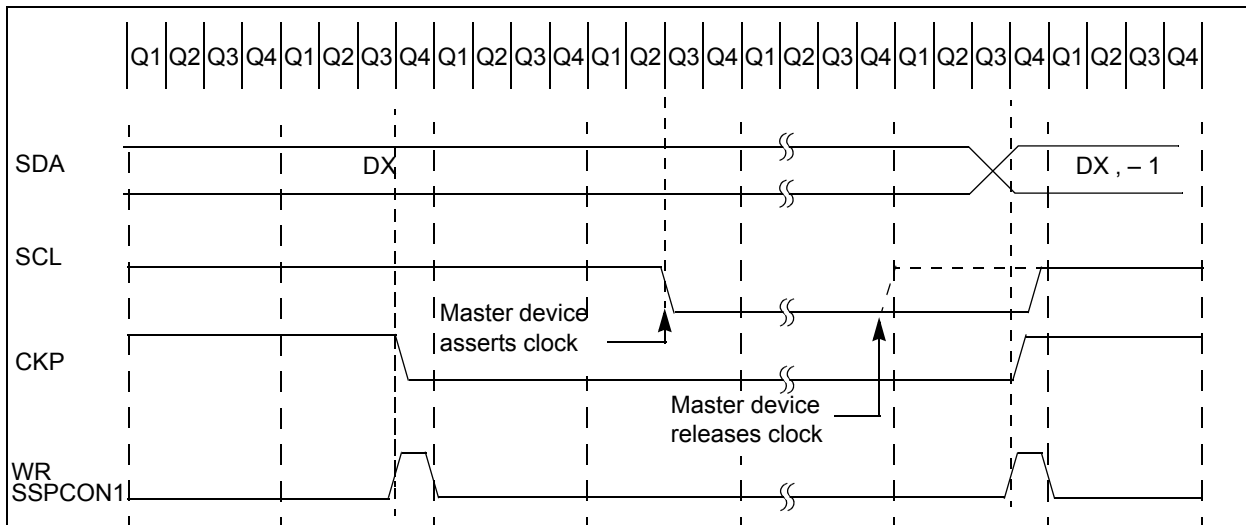 Q1 Q2 Q3 Q4 Q1 Q2 Q3 Q4 Q1 Q2 Q3 Q4 Q1 Q2 Q3 Q4 Q1 Q2 Q3 Q4 Q1 Q2 Q3 Q4 Q1 Q2 Q3 Q4
SDA
DX
DX , – 1
SCL
Master device
asserts clock
CKP
Master device
releases clock
WR
SSPCON1